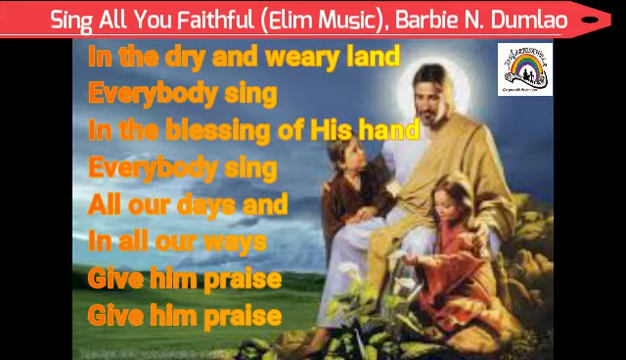 Sing All You Faithful (Elim Music), Barbie N. Dumlao
In the dry and weary land
Everybody sing
In the blessing of His hand
Everybody sing
All our days and
In all our ways
Give him praise
Give him praise